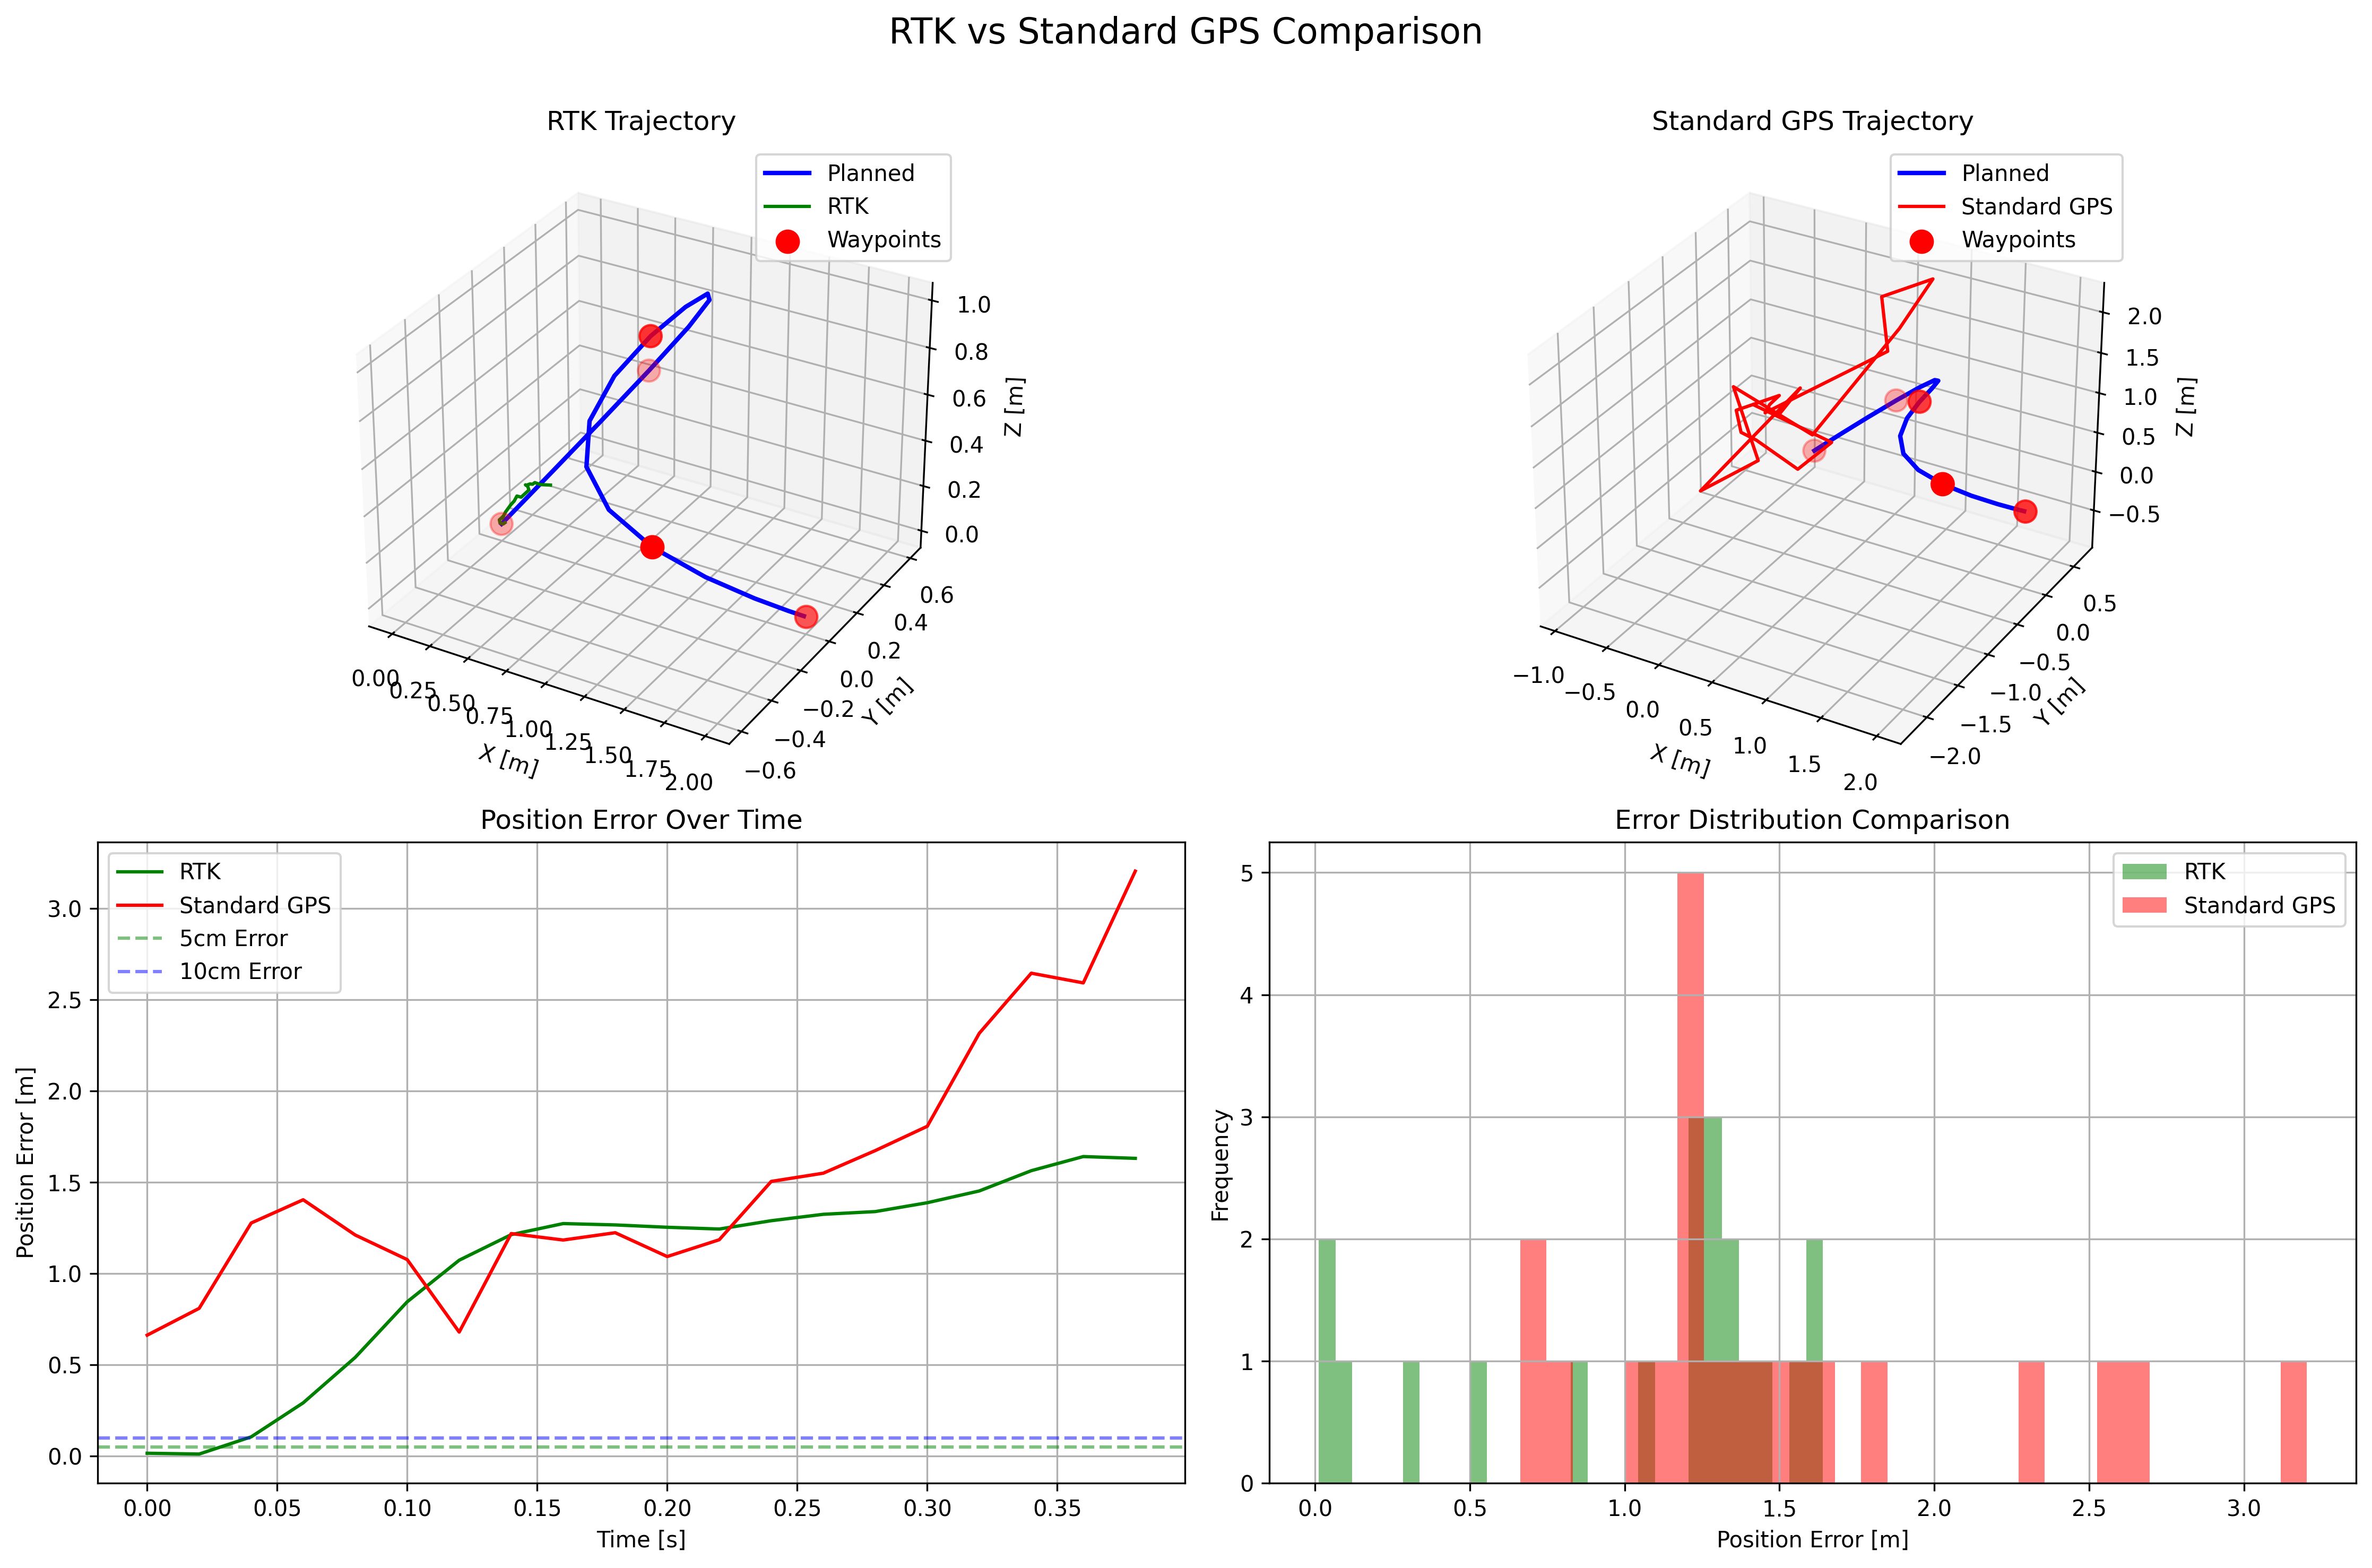 RTK vs Standard GPS Comparison
RTK Trajectory
Planned
RTK
Waypoints
1.0
0.8
0.6
0.4
0.2
0.0
Z [m]
0.6
0.4
0.2
0.0
−0.2
−0.4
−0.6
Y [m]
0.00
0.25
0.50
0.75
1.00
1.25
1.50
1.75
2.00
X [m]
Standard GPS Trajectory
Planned
Standard GPS
Waypoints
2.0
1.5
1.0
0.5
0.0
−0.5
Z [m]
0.5
0.0
−0.5
−1.0
−1.5
−2.0
Y [m]
−1.0
−0.5
0.0
0.5
1.0
1.5
2.0
X [m]
Position Error Over Time
RTK
Standard GPS
5cm Error
10cm Error
3.0
2.5
2.0
1.5
1.0
0.5
0.0
Position Error [m]
0.00 0.05 0.10 0.15 0.20 0.25 0.30 0.35
Time [s]
Error Distribution Comparison
RTK
Standard GPS
5
4
3
2
1
0
Frequency
0.0 0.5 1.0 1.5 2.0 2.5 3.0
Position Error [m]